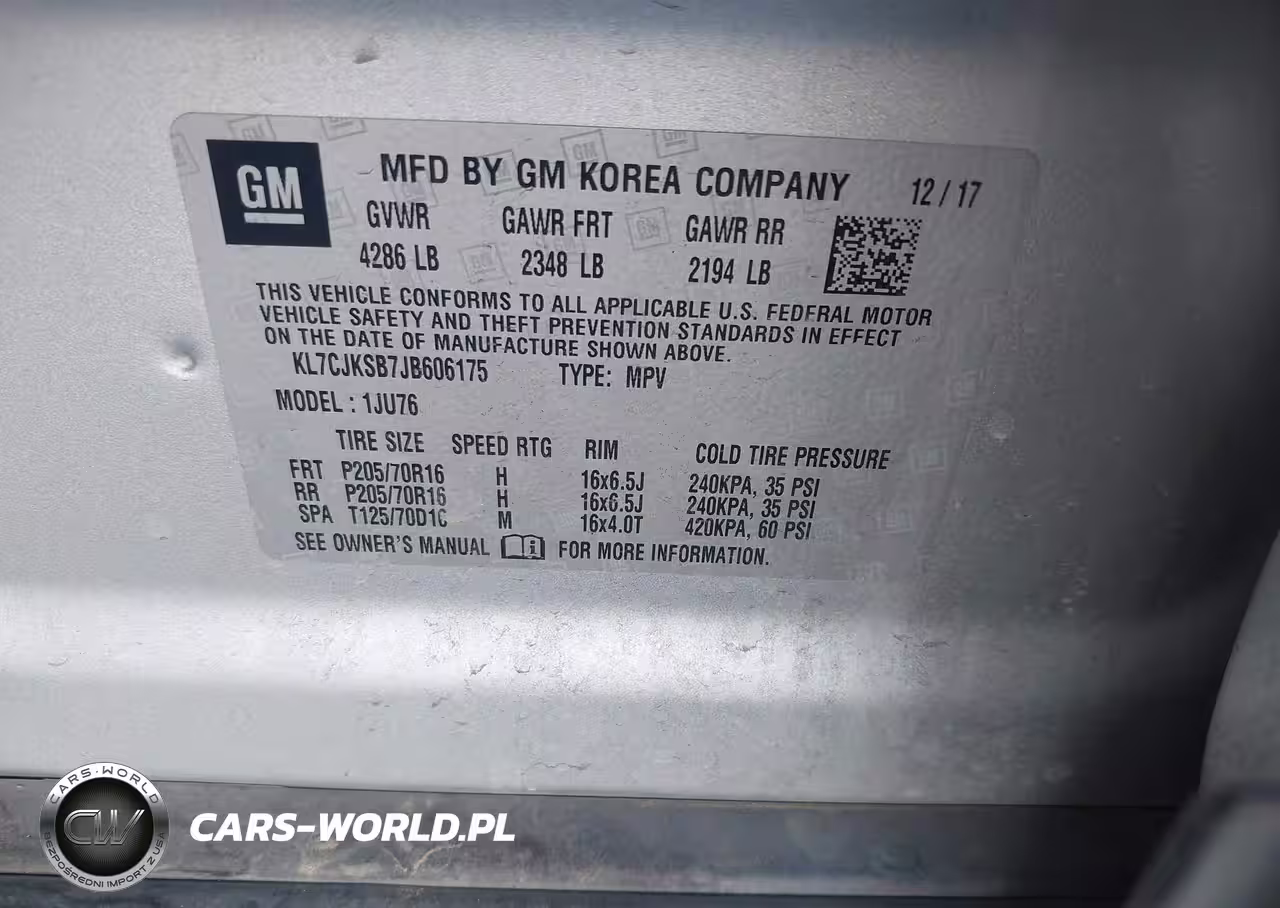 GM
MFD BY GM KOREA COMPANY 12/17
GVWR GAWR FRT GAWR RR
4286 LB 2348 LB 2194 LB
THIS VEHICLE CONFORMS TO ALL APPLICABLE U.S. FEDERAL MOTOR
VEHICLE SAFETY AND THEFT PREVENTION STANDARDS IN EFFECT
ON THE DATE OF MANUFACTURE SHOWN ABOVE.
KL7CJKSB7JB606175 TYPE: MPV
MODEL : 1JU76
TIRE SIZE SPEED RTG RIM COLD TIRE PRESSURE
FRT P205/70R16 H 16x6.5J 240KPA, 35 PSI
RR P205/70R16 H 16x6.5J 240KPA, 35 PSI
SPA T125/70D16 M 16x4.0T 420KPA, 60 PSI
SEE OWNER'S MANUAL FOR MORE INFORMATION.
CARS-WORLD
CW
BEZPOŚREDNI IMPORT Z USA
CARS-WORLD.PL